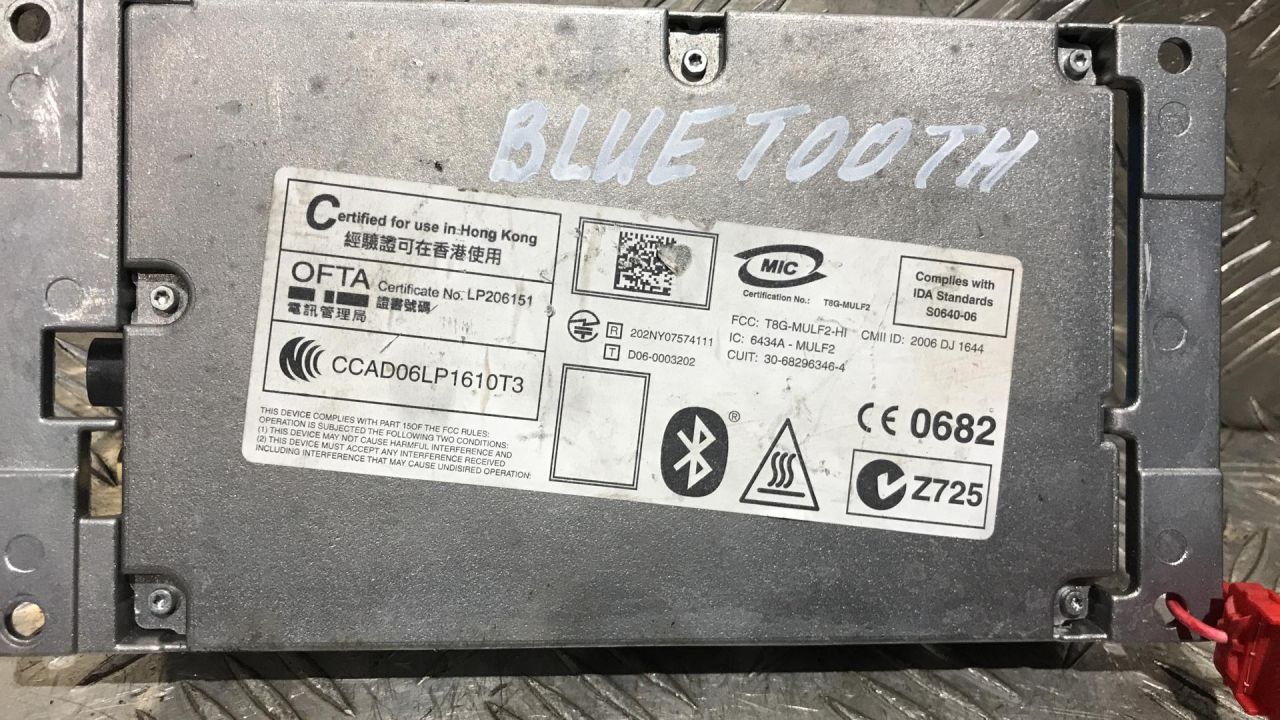 BLUETOOTH
Certified for use in Hong Kong
經驗證可在香港使用
OFTA
電訊管理局
Certificate No. LP206151
證書號碼
CCAD06LP1610T3
THIS DEVICE COMPLIES WITH PART 15OF THE FCC RULES:
OPERATION IS SUBJECTED THE FOLLOWING TWO CONDITIONS:
(1) THIS DEVICE MAY NOT CAUSE HARMFUL INTERFERENCE AND
(2) THIS DEVICE MUST ACCEPT ANY INTERFERENCE RECEIVED
INCLUDING INTERFERENCE THAT MAY CAUSE UNDISIRED OPERATION:
R 202NY07574111
T D06-0003202
MIC
Certification No.: T8G-MULF2
FCC: T8G-MULF2-HI
IC: 6434A - MULF2
CUIT: 30-68296346-4
CMII ID: 2006 DJ 1644
Complies with
IDA Standards
S0640-06
®
CE 0682
Z725